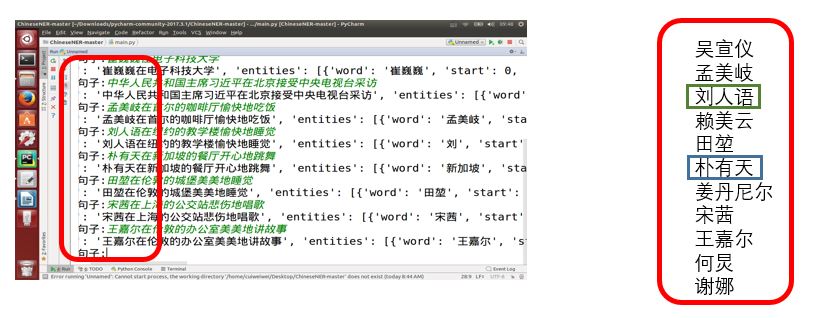 ChineseNER-master [~/Downloads/pycharm-community-2017.3.1/ChineseNER-master] - .../main.py [ChineseNER-master] - PyCharm
09:46
File Edit View Navigate Code Refactor Run Tools VCS Window Help
ChineseNER-master main.py
Unnamed
Run Unnamed
句子:崔巍巍在电子科技大学
: '崔巍巍在电子科技大学', 'entities': [{'word': '崔巍巍', 'start': 0,
句子:中华人民共和国主席习近平在北京接受中央电视台采访
: '中华人民共和国主席习近平在北京接受中央电视台采访', 'entities': [{'word
句子:孟美岐在首尔的咖啡厅愉快地吃饭
: '孟美岐在首尔的咖啡厅愉快地吃饭', 'entities': [{'word': '孟美岐', '
句子:刘人语在纽约的教学楼愉快地睡觉
: '刘人语在纽约的教学楼愉快地睡觉', 'entities': [{'word': '刘', 'start'
句子:朴有天在新加坡的餐厅开心地跳舞
: '朴有天在新加坡的餐厅开心地跳舞', 'entities': [{'word': '新加坡', '
句子:田堃在伦敦的城堡美美地睡觉
: '田堃在伦敦的城堡美美地睡觉', 'entities': [{'word': '田堃', 'start
句子:宋茜在上海的公交站悲伤地唱歌
: '宋茜在上海的公交站悲伤地唱歌', 'entities': [{'word': '宋茜', 'start
句子:王嘉尔在伦敦的办公室美美地讲故事
: '王嘉尔在伦敦的办公室美美地讲故事', 'entities': [{'word': '王嘉尔', 's
句子:
4: Run 6: TODO Python Console Terminal Event Log
Error running 'Unnamed': Cannot start process, the working directory '/home/cuiweiwei/Desktop/ChineseNER-master' does not exist (today 8:44 AM)
28:9 LF÷ UTF-8
吴宣仪
孟美岐
刘人语
赖美云
田堃
朴有天
姜丹尼尔
宋茜
王嘉尔
何炅
谢娜